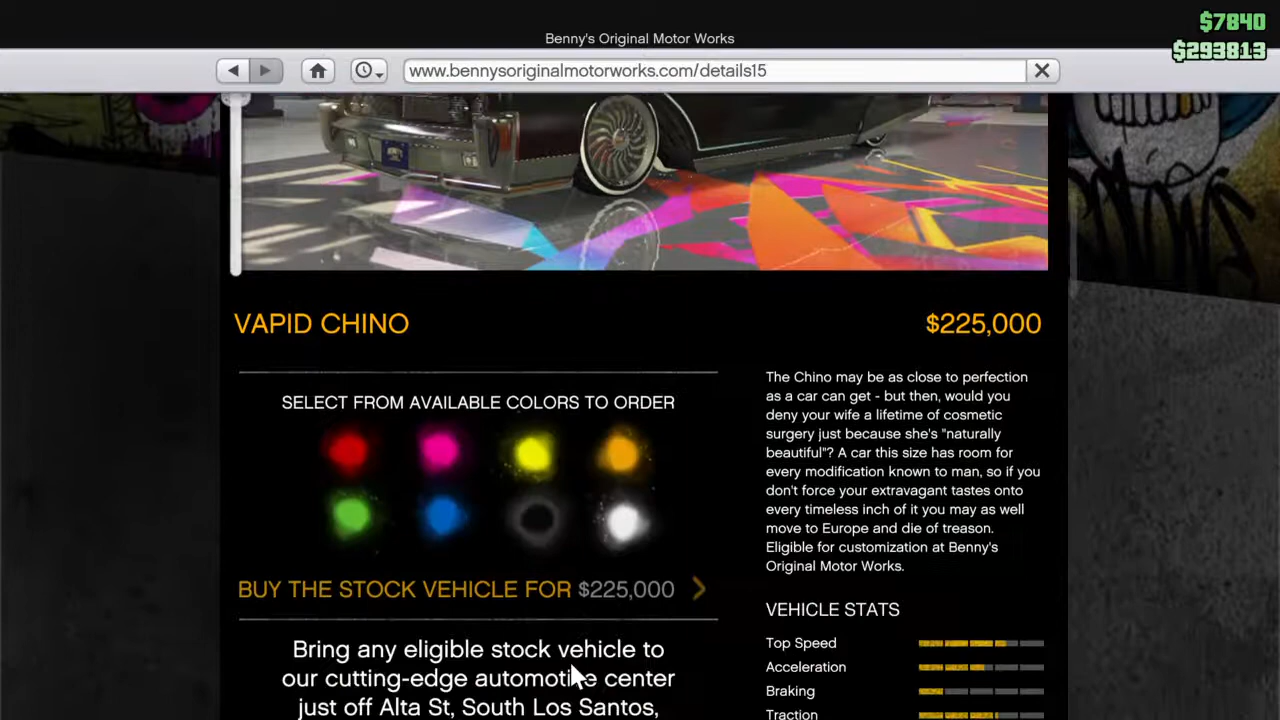 $7840
$293813
Benny's Original Motor Works
www.bennysoriginalmotorworks.com/details15
VAPID CHINO
$225,000
SELECT FROM AVAILABLE COLORS TO ORDER
BUY THE STOCK VEHICLE FOR $225,000
Bring any eligible stock vehicle to
our cutting-edge automotive center
just off Alta St, South Los Santos,
The Chino may be as close to perfection
as a car can get - but then, would you
deny your wife a lifetime of cosmetic
surgery just because she's "naturally
beautiful"? A car this size has room for
every modification known to man, so if you
don't force your extravagant tastes onto
every timeless inch of it you may as well
move to Europe and die of treason.
Eligible for customization at Benny's
Original Motor Works.
VEHICLE STATS
Top Speed
Acceleration
Braking
Traction